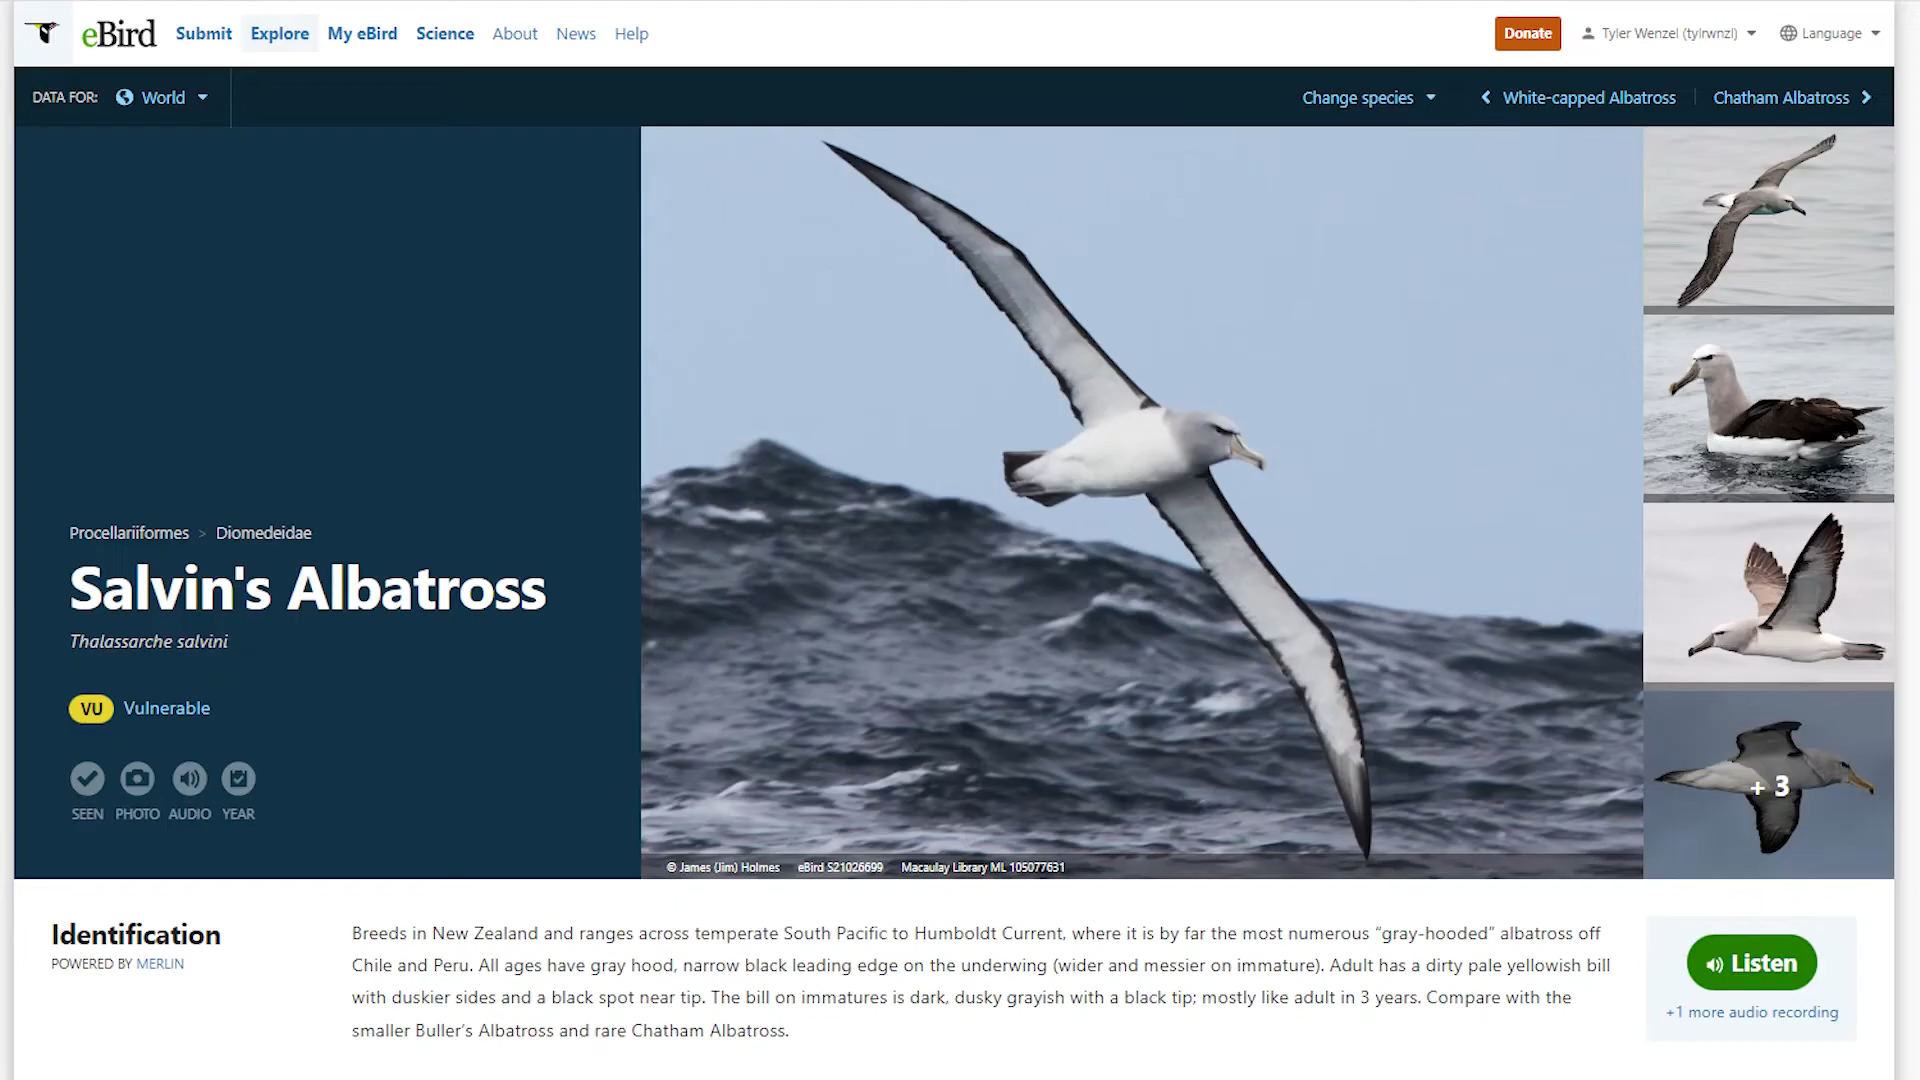 eBird Submit Explore My eBird Science About News Help Donate Tyler Wenzel (tylrwnzl) Language
DATA FOR: World Change species White-capped Albatross Chatham Albatross
Procellariiformes > Diomedeidae
Salvin's Albatross
Thalassarche salvini
VU Vulnerable
SEEN PHOTO AUDIO YEAR
+ 3
© James (Jim) Holmes eBird S21026699 Macaulay Library ML 105077631
Identification
POWERED BY MERLIN
Breeds in New Zealand and ranges across temperate South Pacific to Humboldt Current, where it is by far the most numerous “gray-hooded” albatross off
Chile and Peru. All ages have gray hood, narrow black leading edge on the underwing (wider and messier on immature). Adult has a dirty pale yellowish bill
with duskier sides and a black spot near tip. The bill on immatures is dark, dusky grayish with a black tip; mostly like adult in 3 years. Compare with the
smaller Buller’s Albatross and rare Chatham Albatross.
Listen
+1 more audio recording